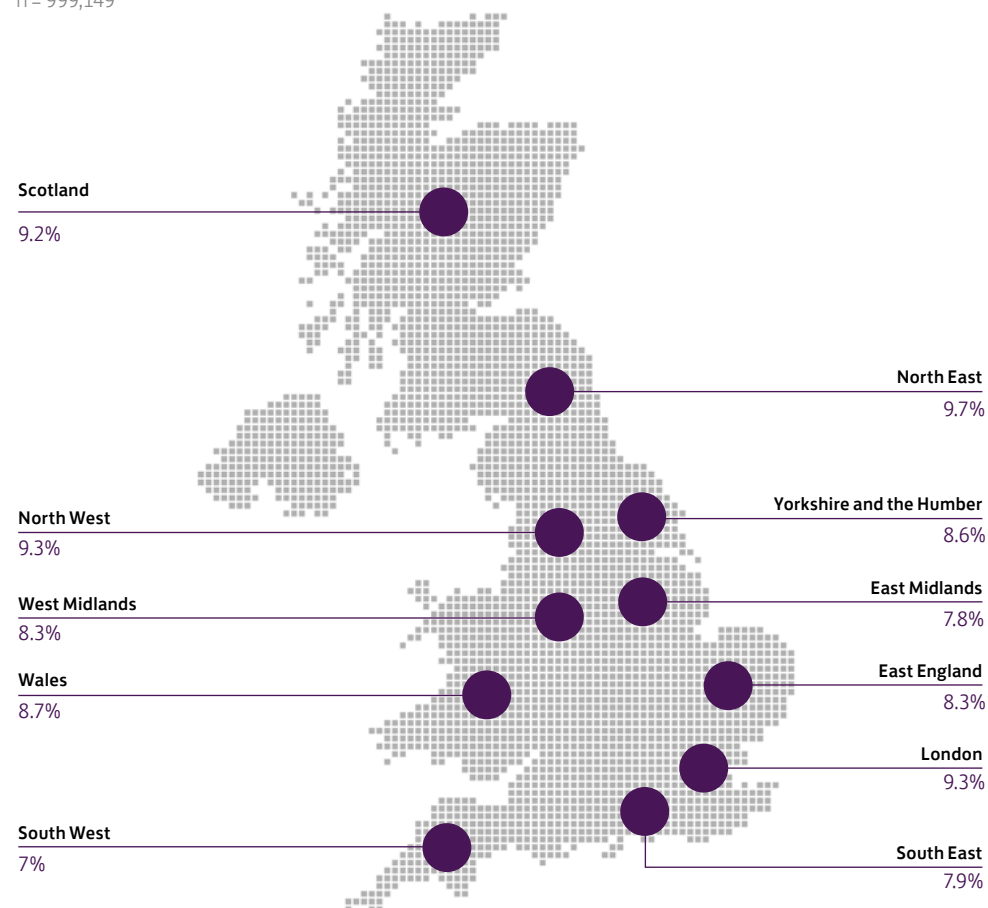 n = 999,149
Scotland
9.2%
North East
9.7%
North West
9.3%
Yorkshire and the Humber
8.6%
West Midlands
8.3%
East Midlands
7.8%
Wales
8.7%
East England
8.3%
London
9.3%
South West
7%
South East
7.9%